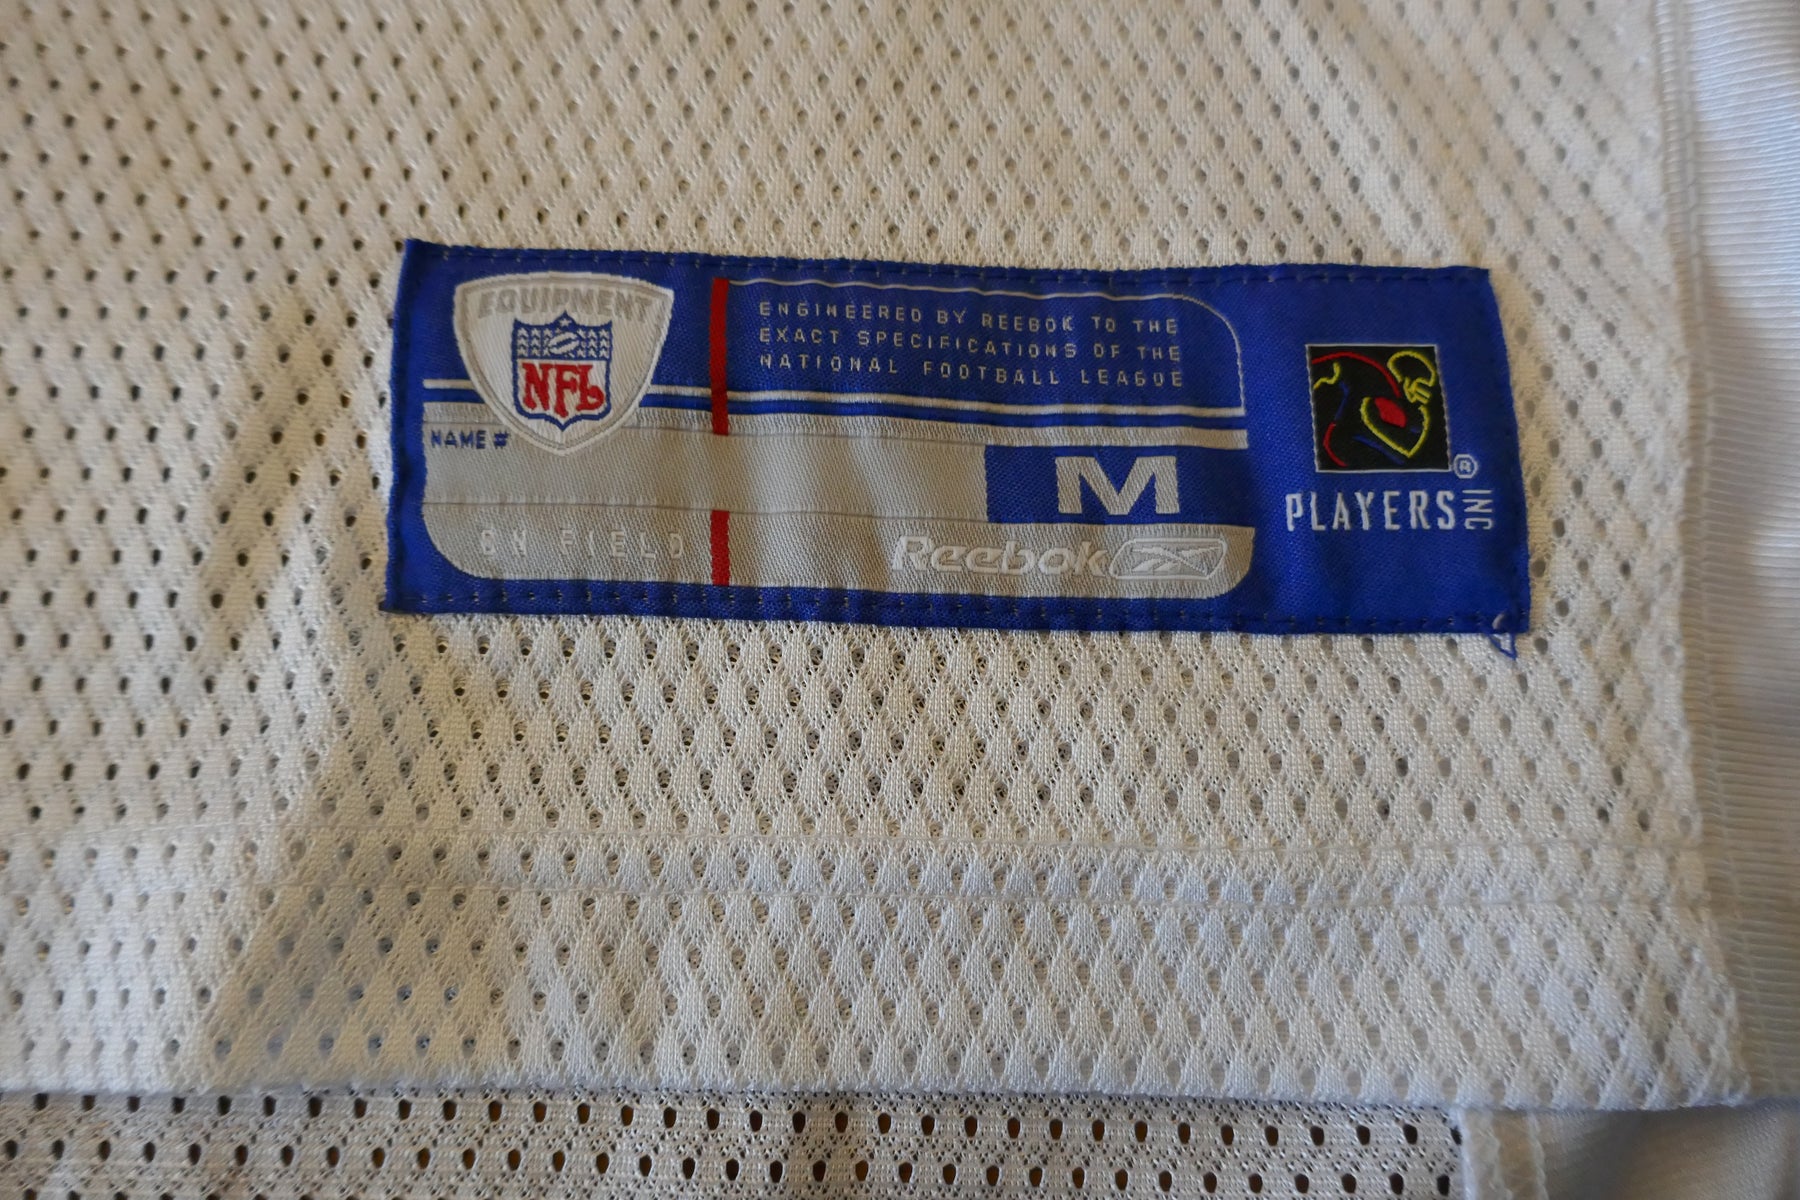 EQUIPMENT
NFL
ENGINEERED BY REEBOK TO THE
EXACT SPECIFICATIONS OF THE
NATIONAL FOOTBALL LEAGUE
NAME #
M
ON FIELD
Reebok
®
PLAYERS INC